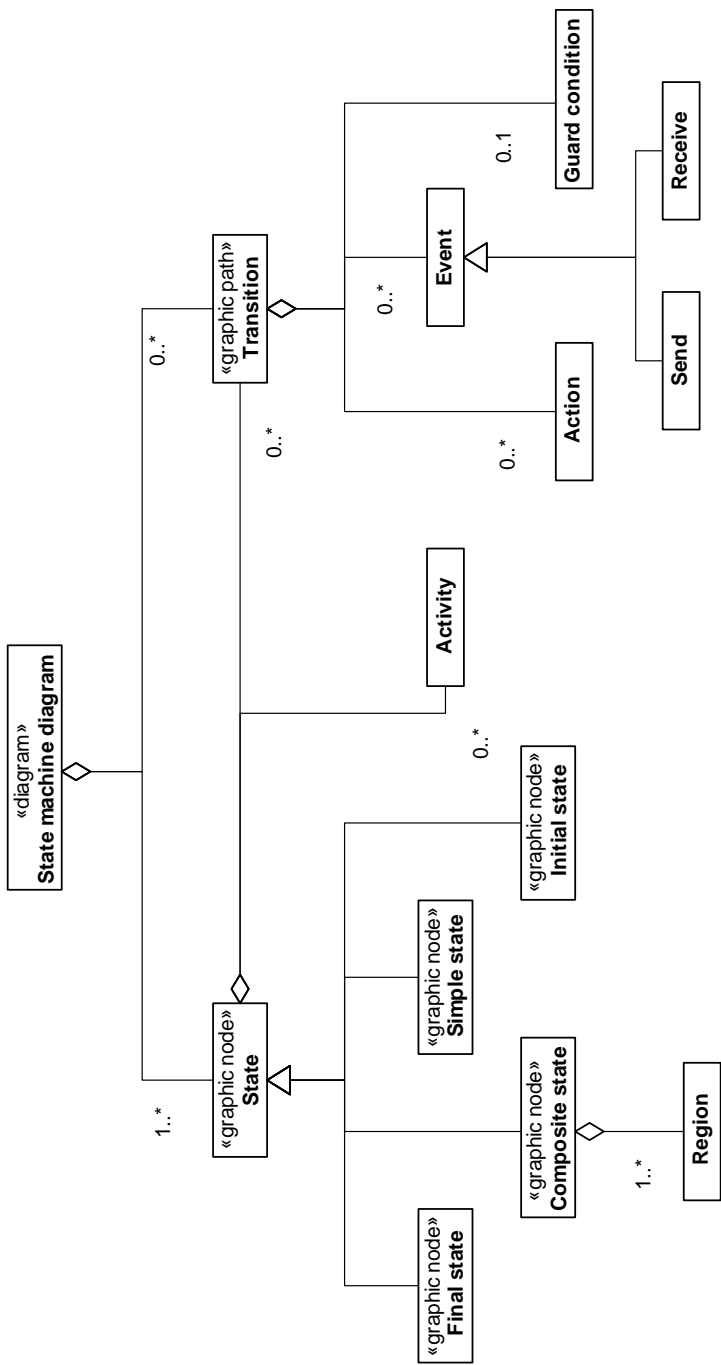 «diagram»
State machine diagram
1..*
0..*
«graphic node»
State
«graphic path»
Transition
0..*
0..*
0..1
«graphic node»
Final state
«graphic node»
Simple state
Activity
Event
0..*
0..*
«graphic node»
Composite state
«graphic node»
Initial state
Action
Guard condition
1..*
Region
Send
Receive